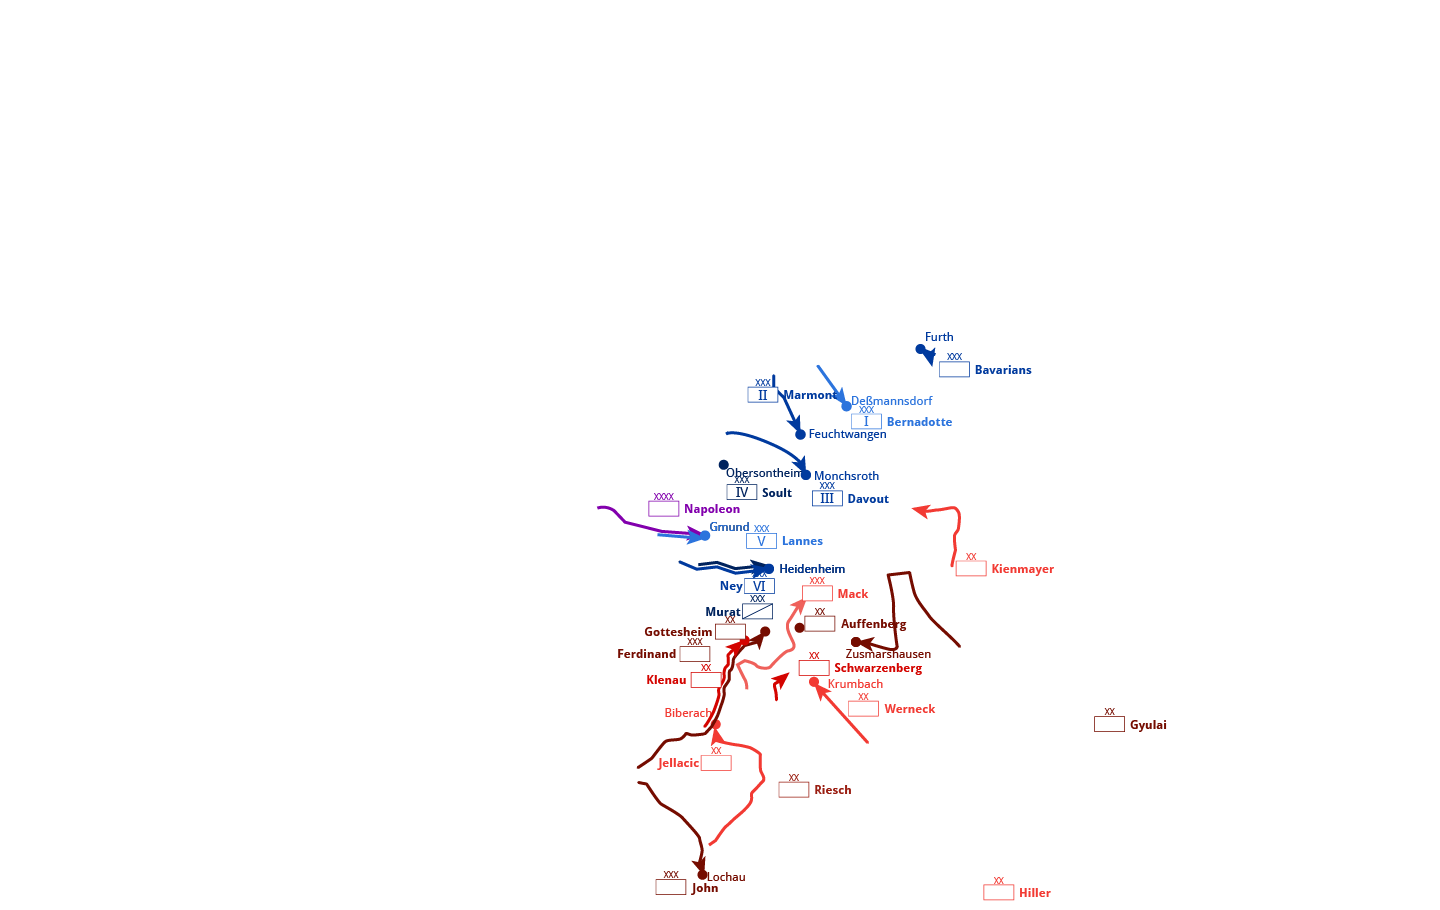 Furth
XXX
Bavarians
XXX
II Marmont
Deßmannsdorf
XXX
I Bernadotte
Feuchtwangen
Obersontheim
XXX
IV Soult
Monchsroth
XXX
III Davout
XXXX
Napoleon
Gmund
XXX
V Lannes
XX
Kienmayer
Heidenheim
XXX
Ney VI
XXX
Mack
XXX
Murat
XX
Auffenberg
XX
Gottesheim
XXX
Ferdinand
Zusmarshausen
XX
Schwarzenberg
XX
Klenau
Krumbach
XX
Werneck
Biberach
XX
Gyulai
XX
Jellacic
XX
Riesch
Lochau
XXX
John
XX
Hiller